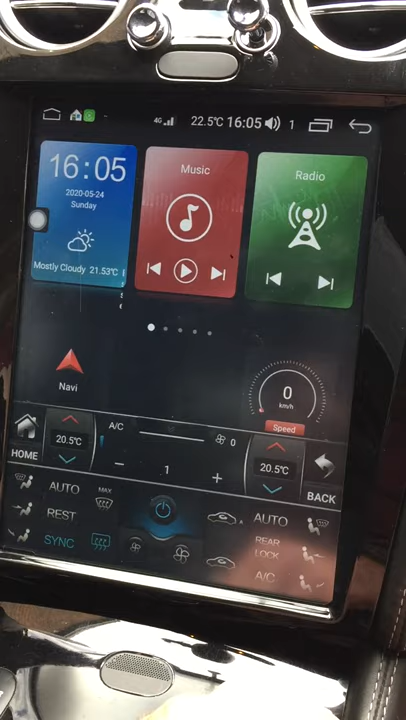 4G 22.5°C 16:05 1
16:05
2020-05-24
Sunday
Mostly Cloudy 21.53°C
Music
Radio
Navi
0
km/h
Speed
HOME
20.5°C
A/C
0
1
20.5°C
BACK
AUTO
MAX
REST
SYNC
A
AUTO
REAR
LOCK
A/C